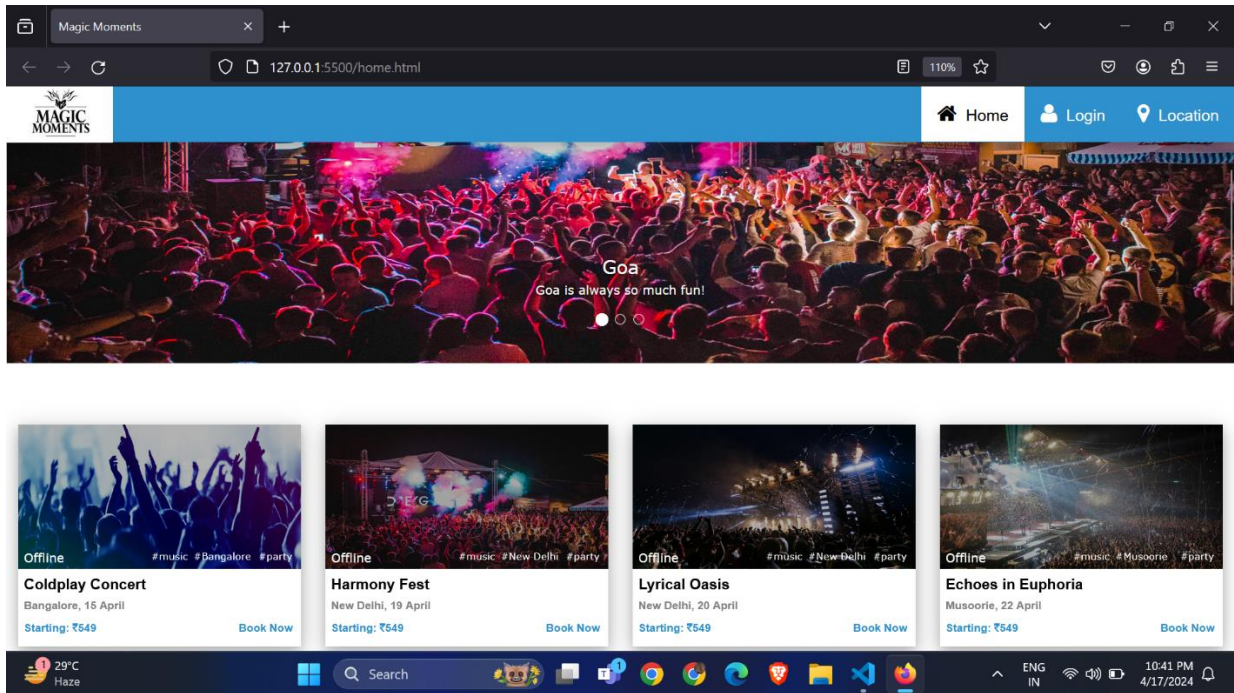 Magic Moments
127.0.0.1:5500/home.html
110%
MAGIC
MOMENTS
Home
Login
Location
Goa
Goa is always so much fun!
Offline
#music #Bangalore #party
Coldplay Concert
Bangalore, 15 April
Starting: ₹549
Book Now
Offline
#music #New Delhi #party
Harmony Fest
New Delhi, 19 April
Starting: ₹549
Book Now
Offline
#music #New Delhi #party
Lyrical Oasis
New Delhi, 20 April
Starting: ₹549
Book Now
Offline
#music #Musoorie #party
Echoes in Euphoria
Musoorie, 22 April
Starting: ₹549
Book Now
1
29°C
Haze
Search
1
ENG
IN
10:41 PM
4/17/2024